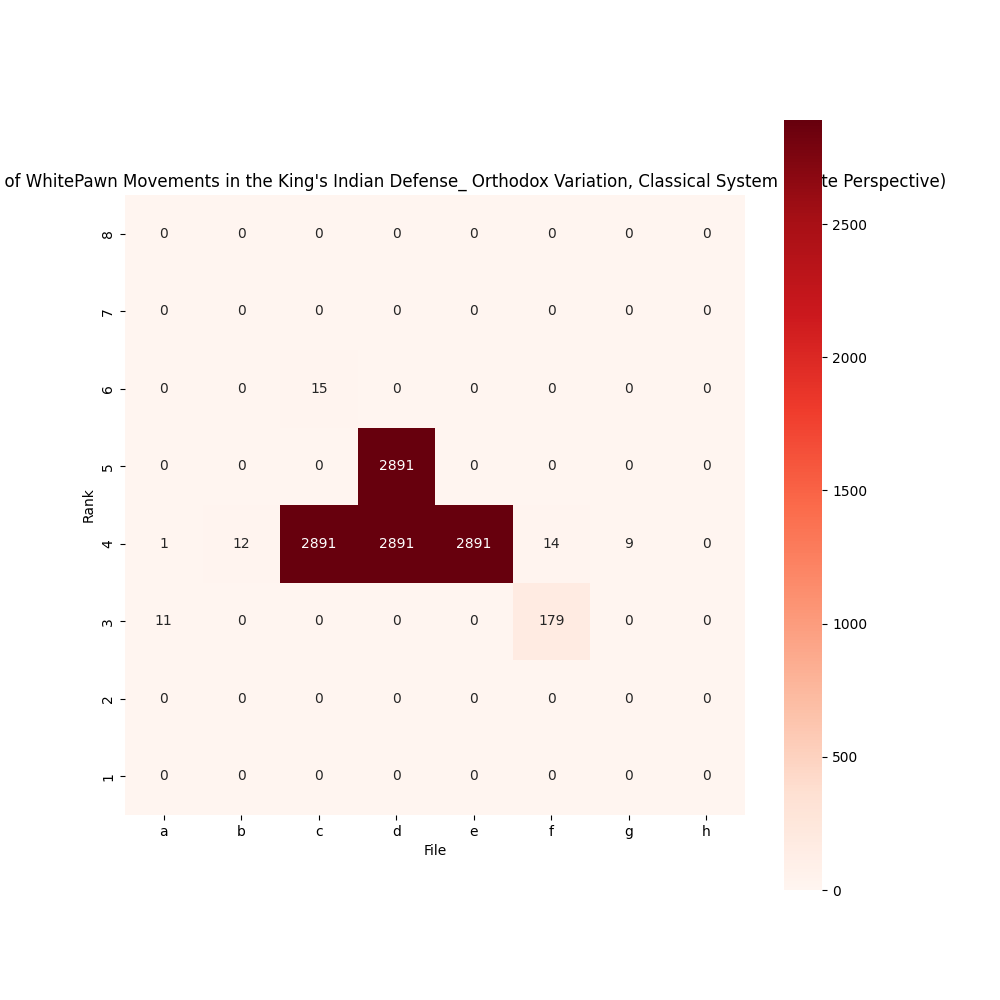 of WhitePawn Movements in the King's Indian Defense_ Orthodox Variation, Classical System te Perspective)
8 0 0 0 0 0 0 0 0
7 0 0 0 0 0 0 0 0
6 0 0 15 0 0 0 0 0
5 0 0 0 2891 0 0 0 0
4 1 12 2891 2891 2891 14 9 0
3 11 0 0 0 0 179 0 0
2 0 0 0 0 0 0 0 0
1 0 0 0 0 0 0 0 0
a b c d e f g h
File
Rank
2500
2000
1500
1000
500
0